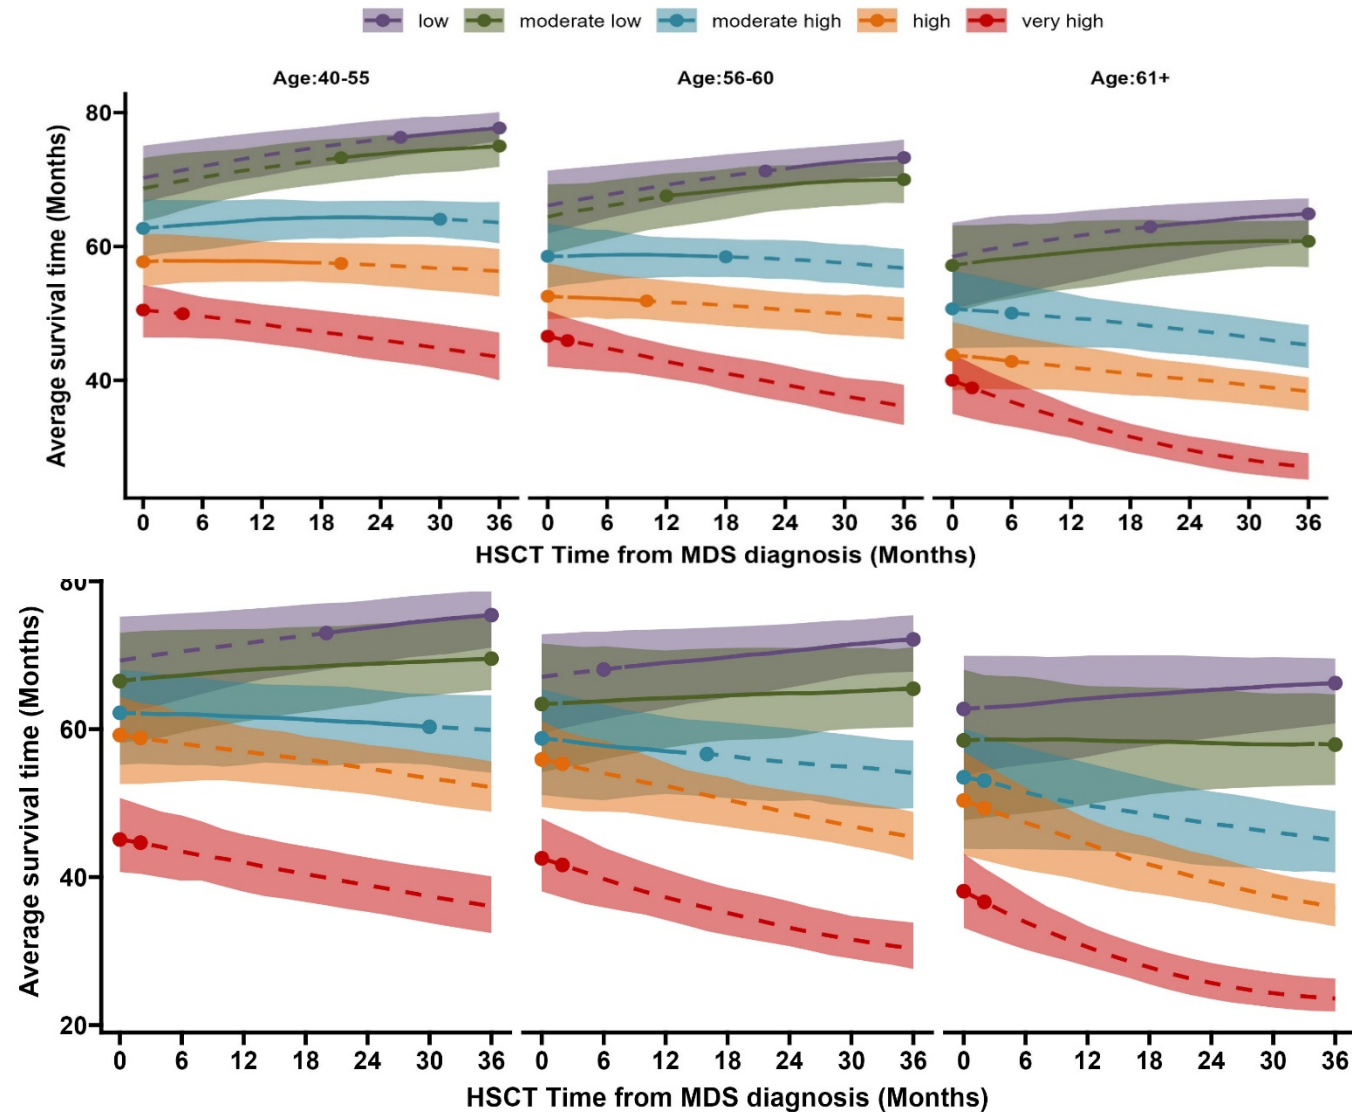 low moderate low moderate high high very high
Age:40-55 Age:56-60 Age:61+
Average survival time (Months)
80
60
40
0 6 12 18 24 30 36 0 6 12 18 24 30 36 0 6 12 18 24 30 36
HSCT Time from MDS diagnosis (Months)
Average survival time (Months)
80
60
40
20
0 6 12 18 24 30 36 0 6 12 18 24 30 36 0 6 12 18 24 30 36
HSCT Time from MDS diagnosis (Months)